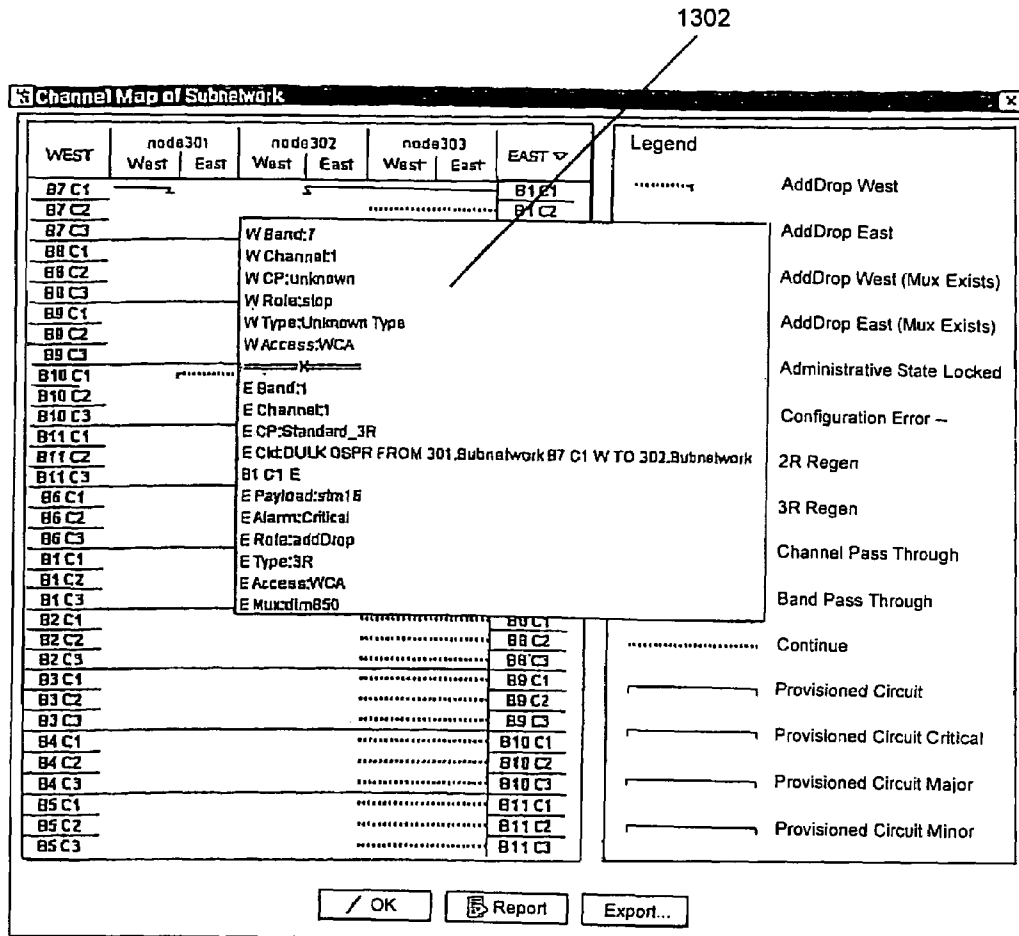 1302
Channel Map of Subnetwork
WEST
node301
West East
node302
West East
node303
West East
EAST
B7 C1
B7 C2
B7 C3
B8 C1
B8 C2
B8 C3
B9 C1
B9 C2
B9 C3
B10 C1
B10 C2
B10 C3
B11 C1
B11 C2
B11 C3
B6 C1
B6 C2
B6 C3
B1 C1
B1 C2
B1 C3
B2 C1
B2 C2
B2 C3
B3 C1
B3 C2
B3 C3
B4 C1
B4 C2
B4 C3
B5 C1
B5 C2
B5 C3
B1 C1
B1 C2
W Band:7
W Channel:1
W CP:unknown
W Role:stop
W Type:Unknown Type
W Access:WCA
X
E Band:1
E Channel:1
E CP:Standard_3R
E Ckt:DULK OSPR FROM 301.Subnetwork B7 C1 W TO 302.Subnetwork
B1 C1 E
E Payload:stm16
E Alarm:Critical
E Role:addDrop
E Type:3R
E Access:WCA
E Mux:dlm850
B8 C1
B8 C2
B8 C3
B9 C1
B9 C2
B9 C3
B10 C1
B10 C2
B10 C3
B11 C1
B11 C2
B11 C3
Legend
AddDrop West
AddDrop East
AddDrop West (Mux Exists)
AddDrop East (Mux Exists)
Administrative State Locked
Configuration Error --
2R Regen
3R Regen
Channel Pass Through
Band Pass Through
Continue
Provisioned Circuit
Provisioned Circuit Critical
Provisioned Circuit Major
Provisioned Circuit Minor
OK
Report
Export...